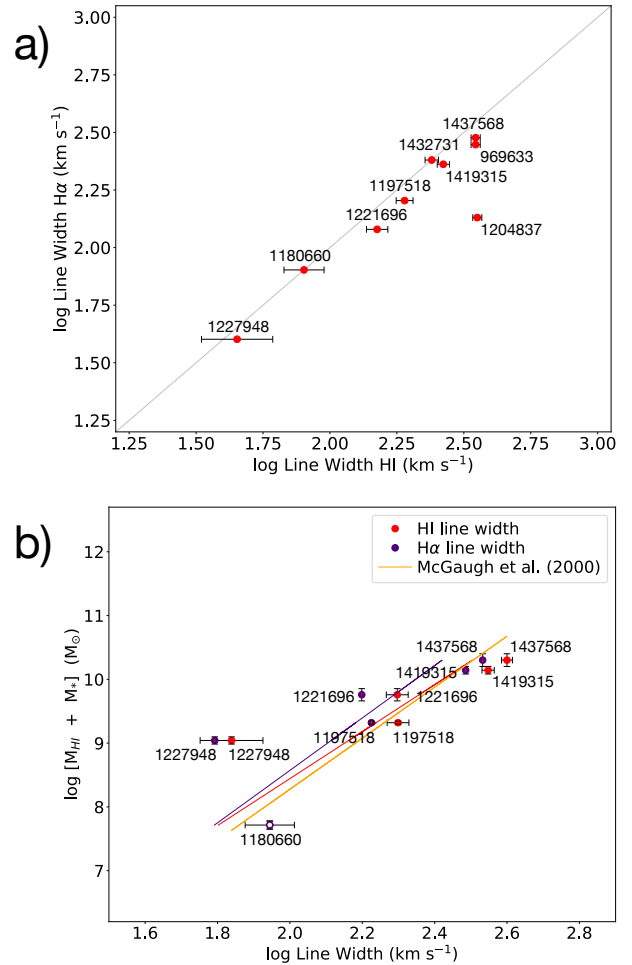 a)
3.00
2.75
2.50
2.25
2.00
1.75
1.50
1.25
log Line Width Hα (km s⁻¹)
1437568
1432731
969633
1419315
1197518
1221696
1204837
1180660
1227948
1.25 1.50 1.75 2.00 2.25 2.50 2.75 3.00
log Line Width HI (km s⁻¹)
b)
HI line width
Hα line width
McGaugh et al. (2000)
12
11
10
9
8
7
log [M_HI + M_*] (M_⊙)
1437568 1437568
1419315
1419315
1221696
1221696
1197518 1197518
1227948 1227948
1180660
1.6 1.8 2.0 2.2 2.4 2.6 2.8
log Line Width (km s⁻¹)